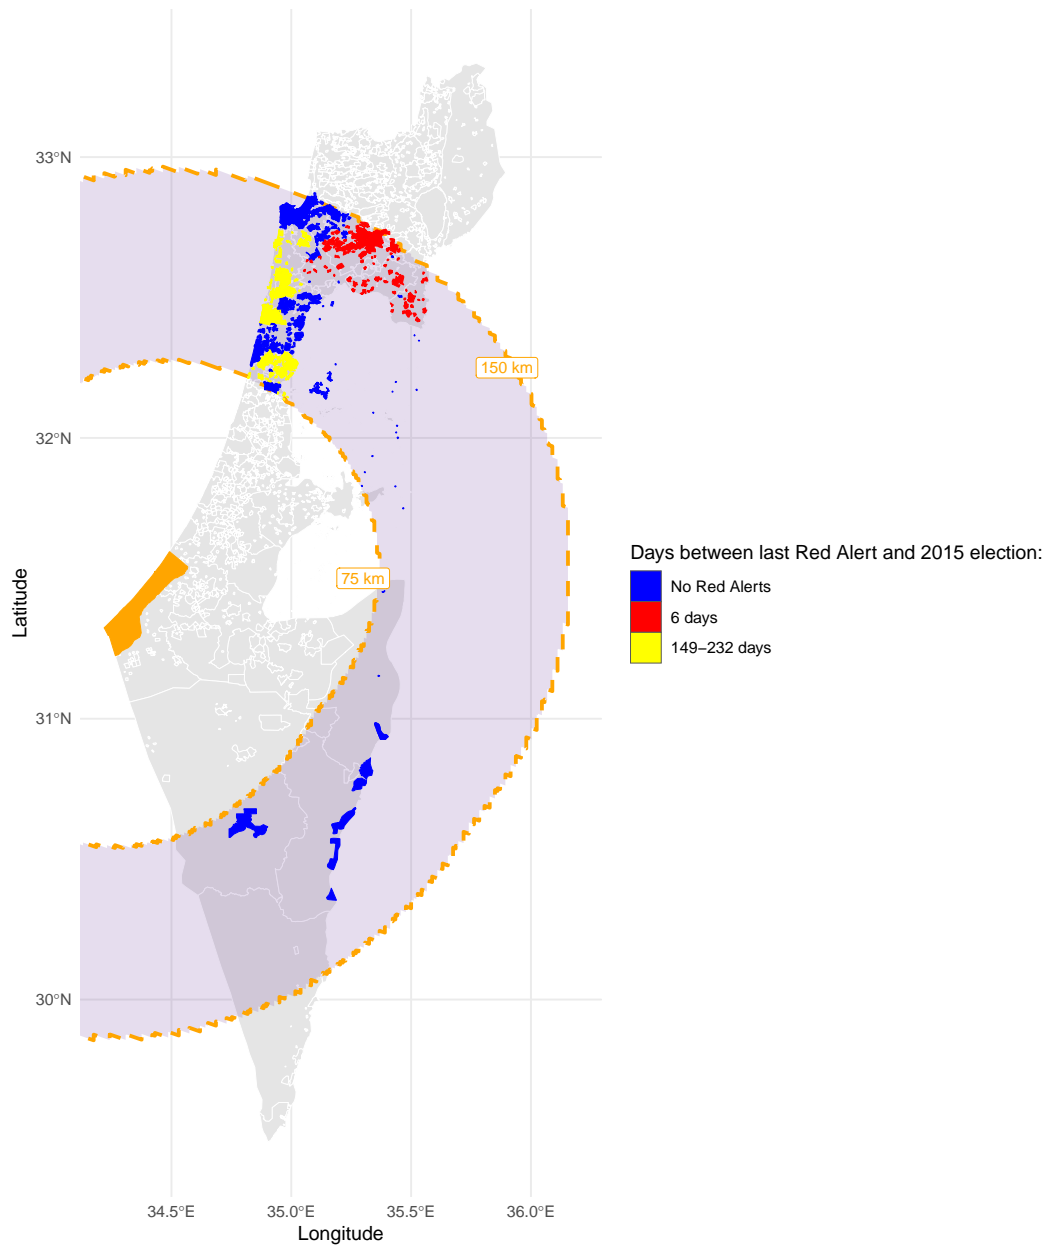 33°N
32°N
31°N
30°N
Latitude
150 km
75 km
34.5°E
35.0°E
35.5°E
36.0°E
Longitude
Days between last Red Alert and 2015 election:
No Red Alerts
6 days
149−232 days